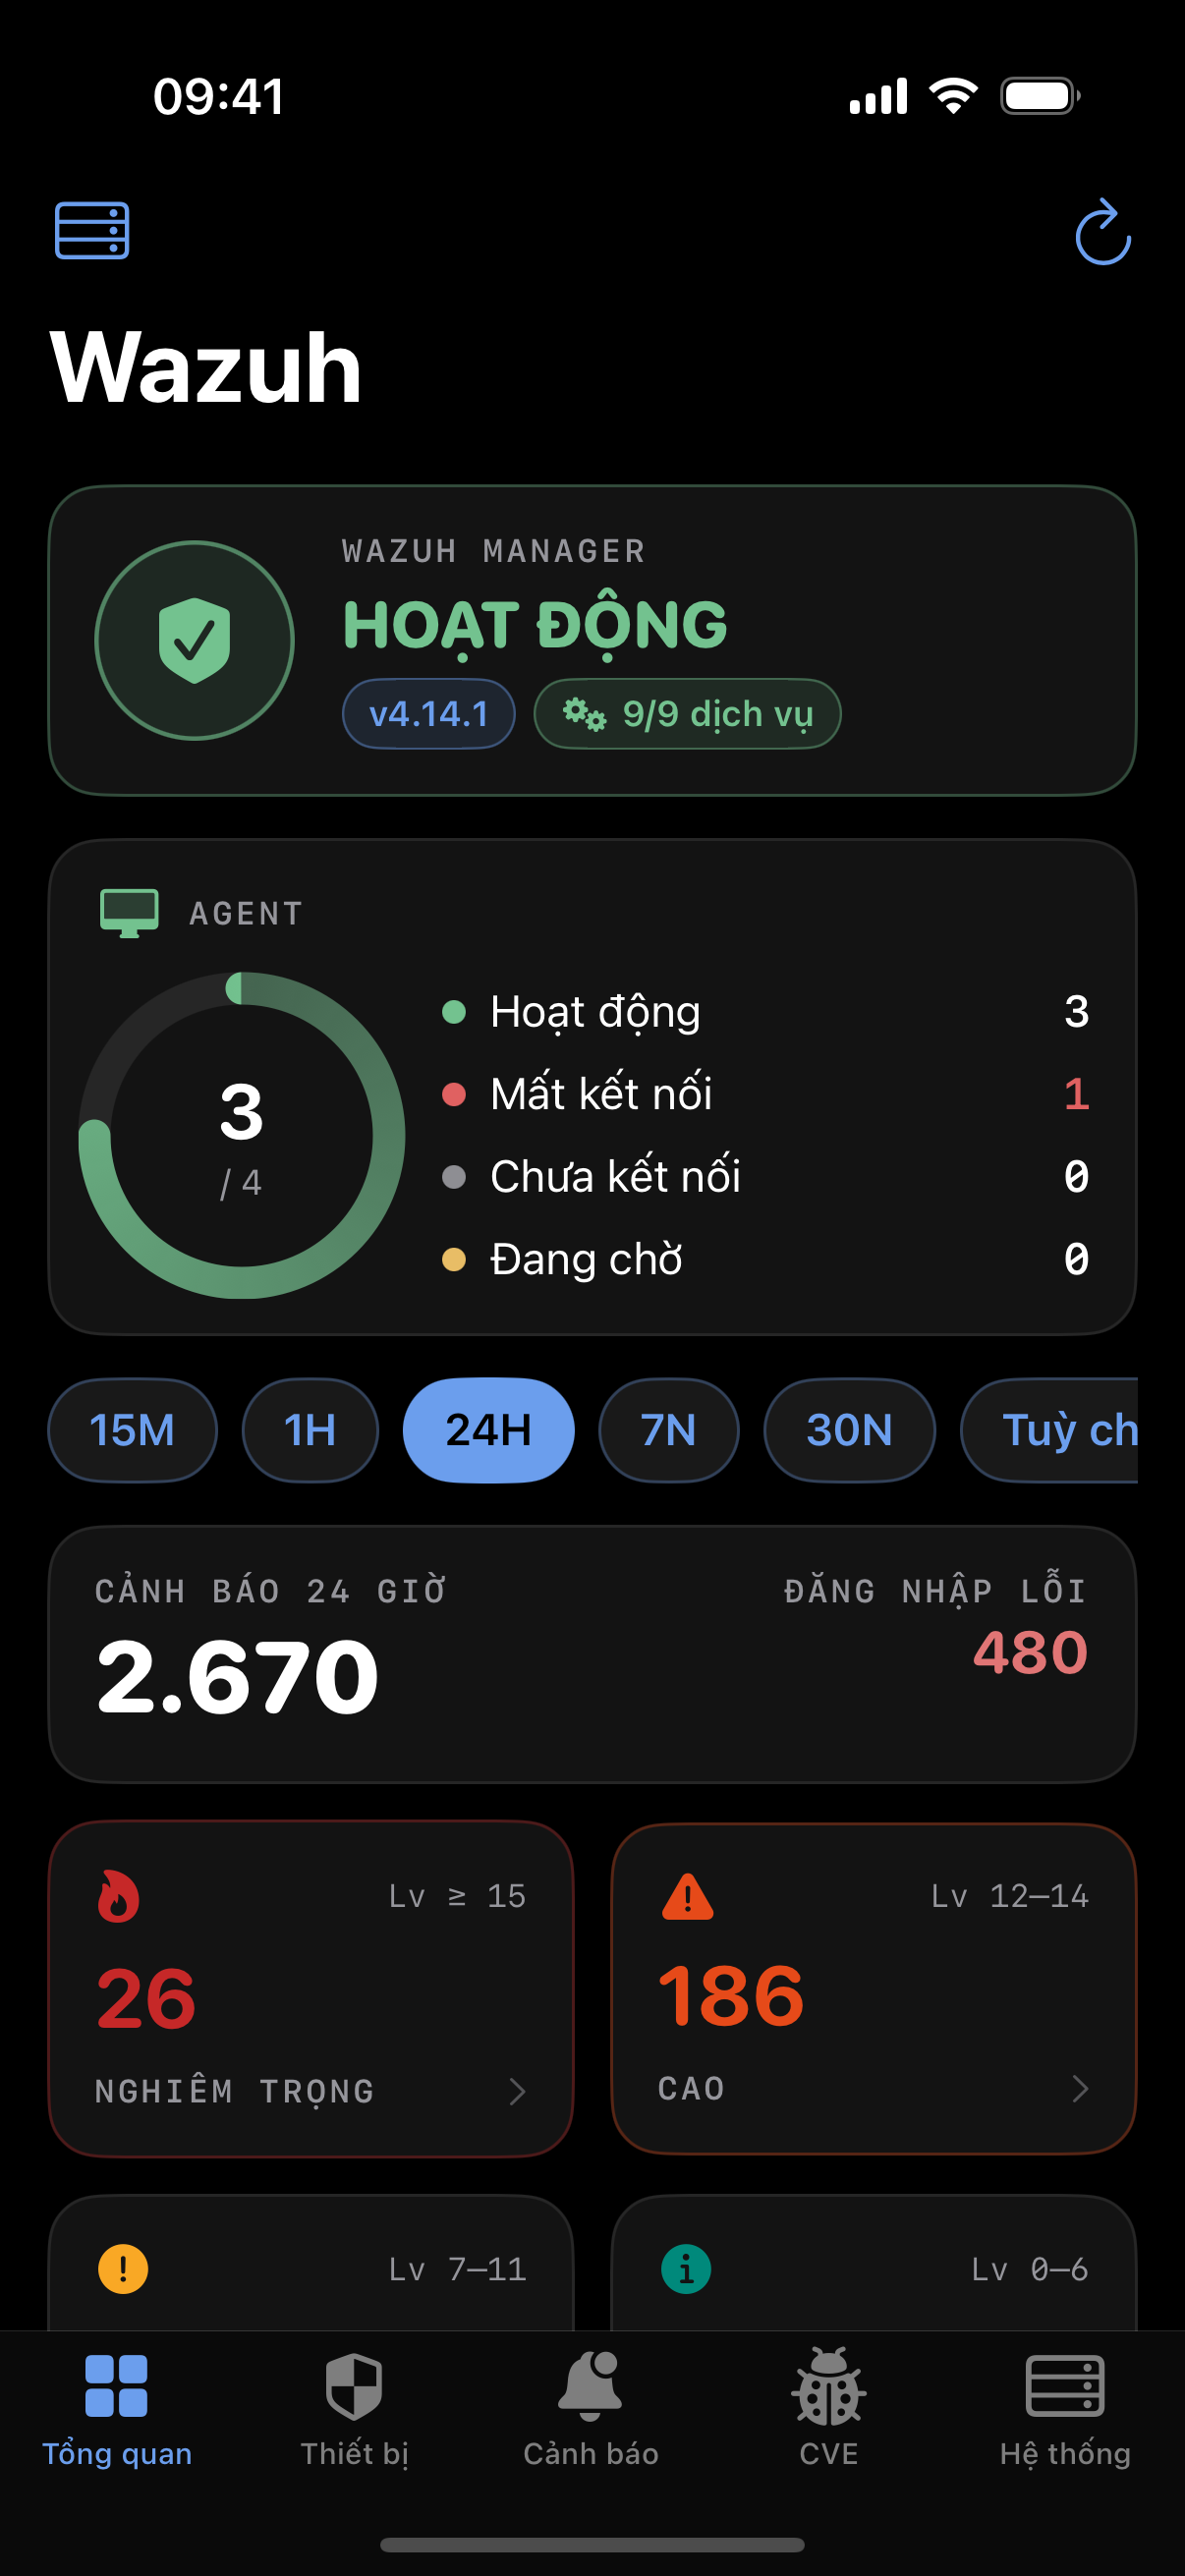 09:41
Wazuh
WAZUH MANAGER
HOẠT ĐỘNG
v4.14.1
9/9 dịch vụ
AGENT
3
/ 4
Hoạt động 3
Mất kết nối 1
Chưa kết nối 0
Đang chờ 0
15M 1H 24H 7N 30N Tuỳ ch
CẢNH BÁO 24 GIỜ
2.670
ĐĂNG NHẬP LỖI
480
Lv ≥ 15
26
NGHIÊM TRỌNG
Lv 12–14
186
CAO
Lv 7–11
Lv 0–6
Tổng quan
Thiết bị
Cảnh báo
CVE
Hệ thống